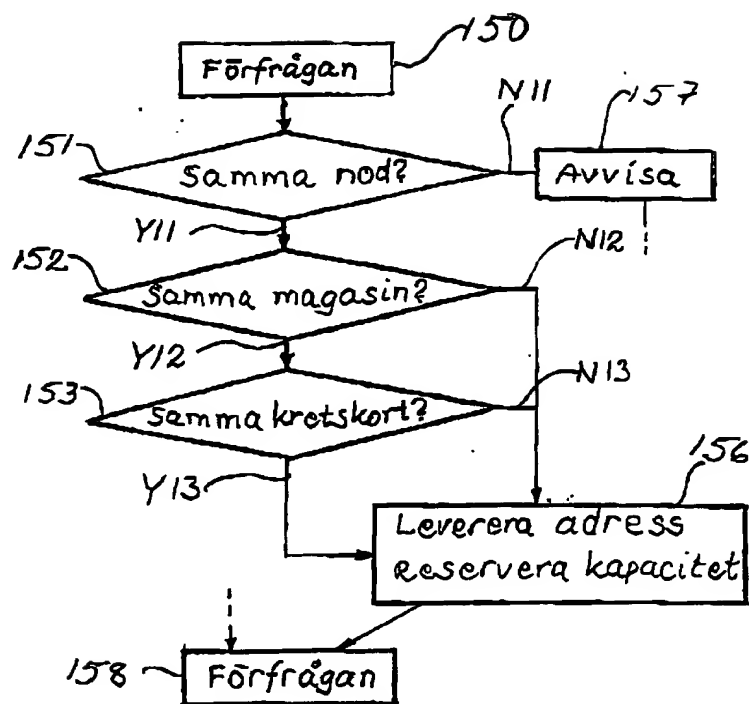 150
Förfrågan
N11
157
151
Samma nod?
Avvisa
Y11
152
N12
Samma magasin?
Y12
153
N13
Samma kretskort?
Y13
156
Leverera adress
Reservera kapacitet
158
Förfrågan